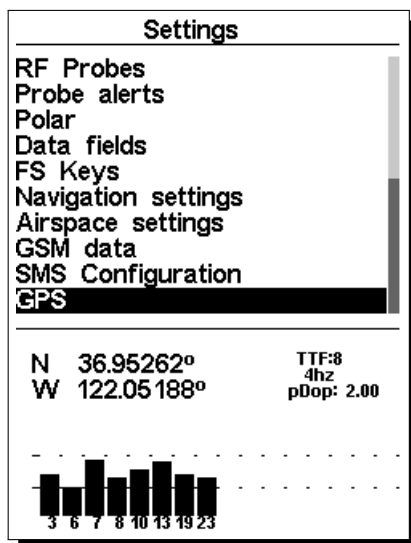 Settings
RF Probes
Probe alerts
Polar
Data fields
FS Keys
Navigation settings
Airspace settings
GSM data
SMS Configuration
GPS
N 36.95262º
W 122.05188º
TTF:8
4hz
pDop: 2.00
3 6 7 8 10 13 19 23